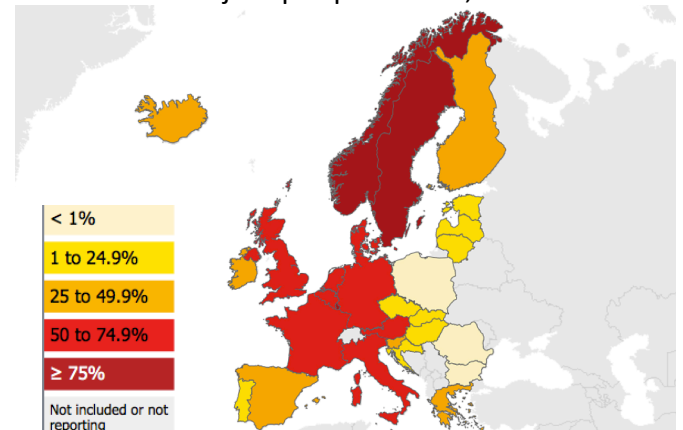 < 1%
1 to 24.9%
25 to 49.9%
50 to 74.9%
≥ 75%
Not included or not
reporting